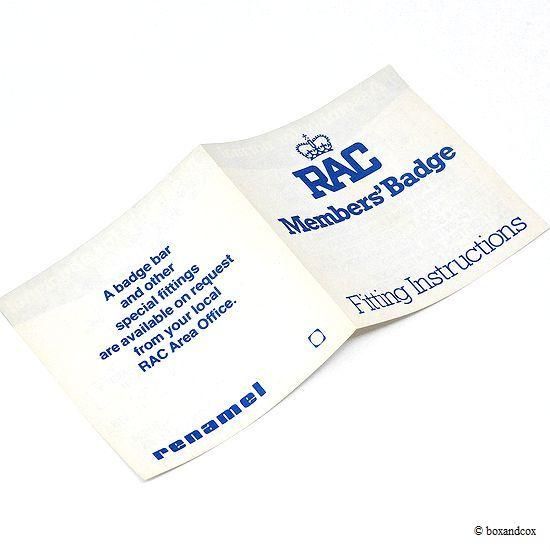 RAC
Members' Badge
Fitting Instructions
A badge bar
and other
special fittings
are available on request
from your local
RAC Area Office.
renamel
© boxandcox